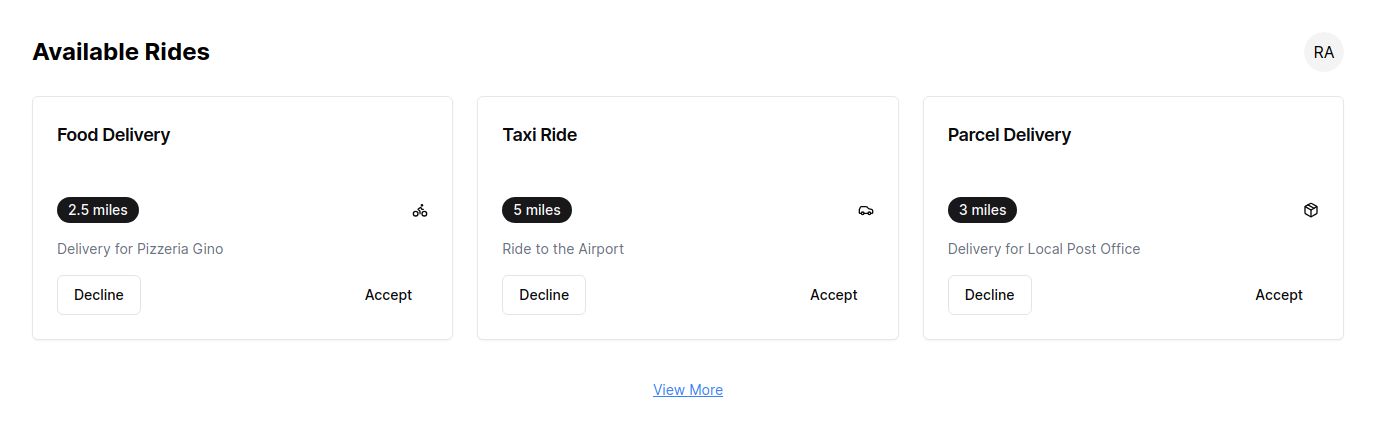 Available Rides
RA
Food Delivery
2.5 miles
Delivery for Pizzeria Gino
Decline
Accept
Taxi Ride
5 miles
Ride to the Airport
Decline
Accept
Parcel Delivery
3 miles
Delivery for Local Post Office
Decline
Accept
View More